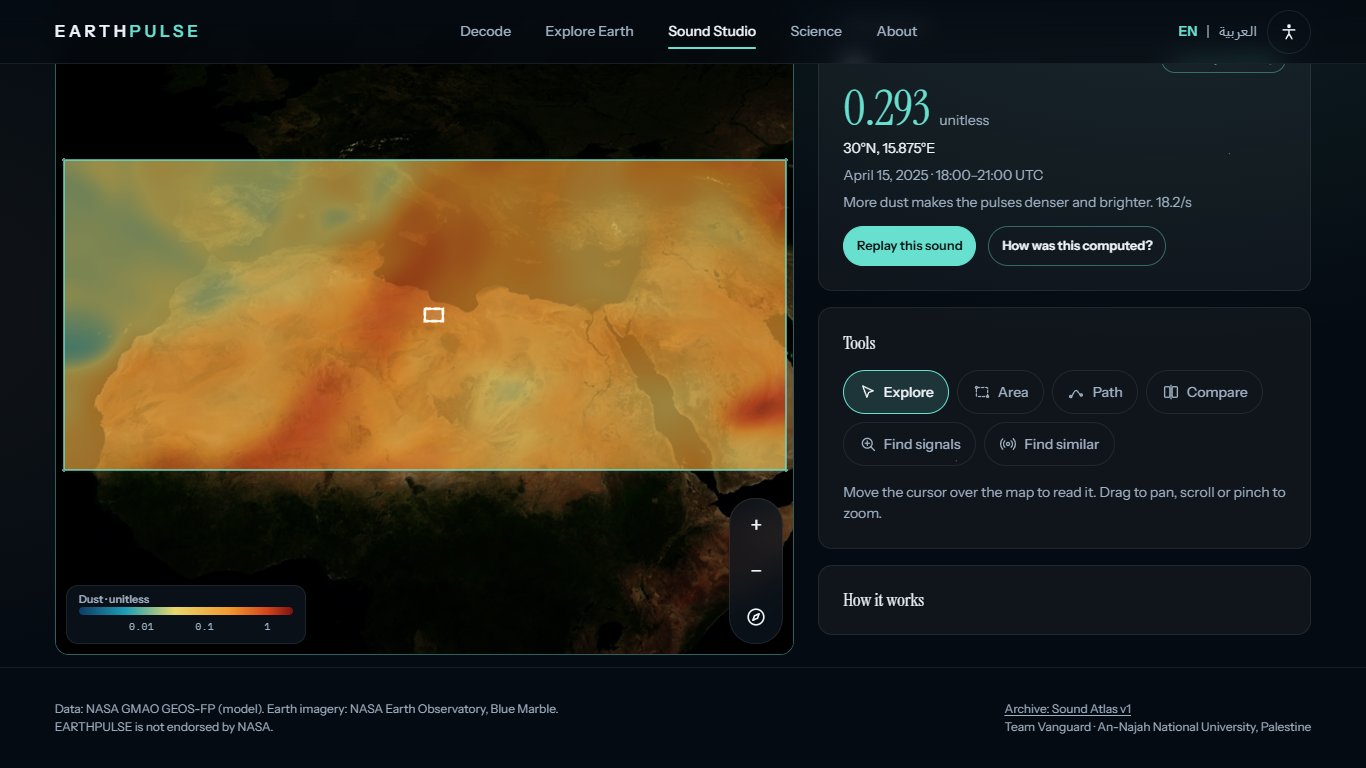 EARTHPULSE
Decode
Explore Earth
Sound Studio
Science
About
EN | العربية
0.293 unitless
30°N, 15.875°E
April 15, 2025 · 18:00–21:00 UTC
More dust makes the pulses denser and brighter. 18.2/s
Replay this sound
How was this computed?
Tools
Explore
Area
Path
Compare
Find signals
Find similar
Move the cursor over the map to read it. Drag to pan, scroll or pinch to
zoom.
How it works
+
−
Dust · unitless
0.01 0.1 1
Data: NASA GMAO GEOS-FP (model). Earth imagery: NASA Earth Observatory, Blue Marble.
EARTHPULSE is not endorsed by NASA.
Archive: Sound Atlas v1
Team Vanguard · An-Najah National University, Palestine